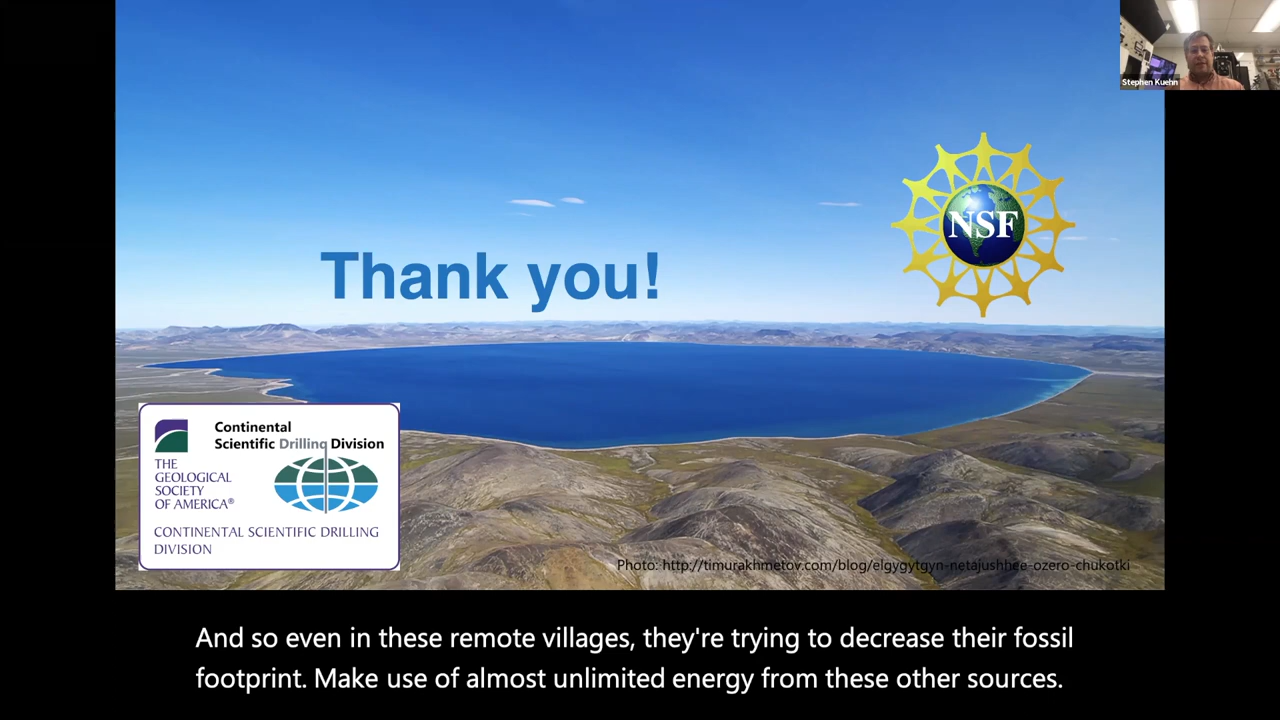 Stephen Kuehn
NSF
Thank you!
Continental
Scientific Drilling Division
THE
GEOLOGICAL
SOCIETY
OF AMERICA®
CONTINENTAL SCIENTIFIC DRILLING
DIVISION
Photo: http://timurakhmetov.com/blog/elgygytgyn-netajushhee-ozero-chukotki
And so even in these remote villages, they're trying to decrease their fossil
footprint. Make use of almost unlimited energy from these other sources.